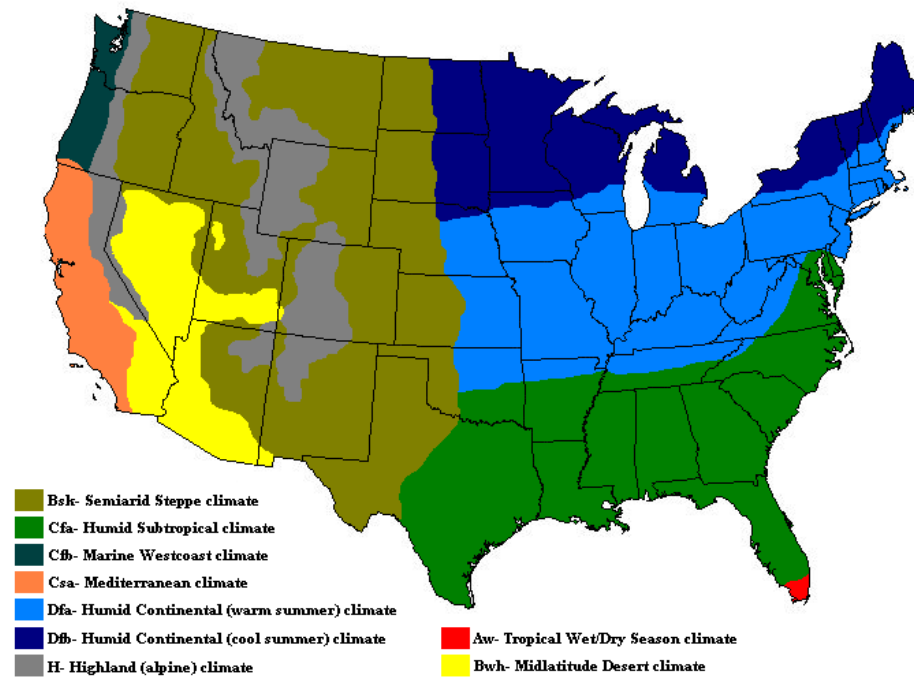 Bsk- Semiarid Steppe climate
Cfa- Humid Subtropical climate
Cfb- Marine Westcoast climate
Csa- Mediterranean climate
Dfa- Humid Continental (warm summer) climate
Dfb- Humid Continental (cool summer) climate
H- Highland (alpine) climate
Aw- Tropical Wet/Dry Season climate
Bwh- Midlatitude Desert climate